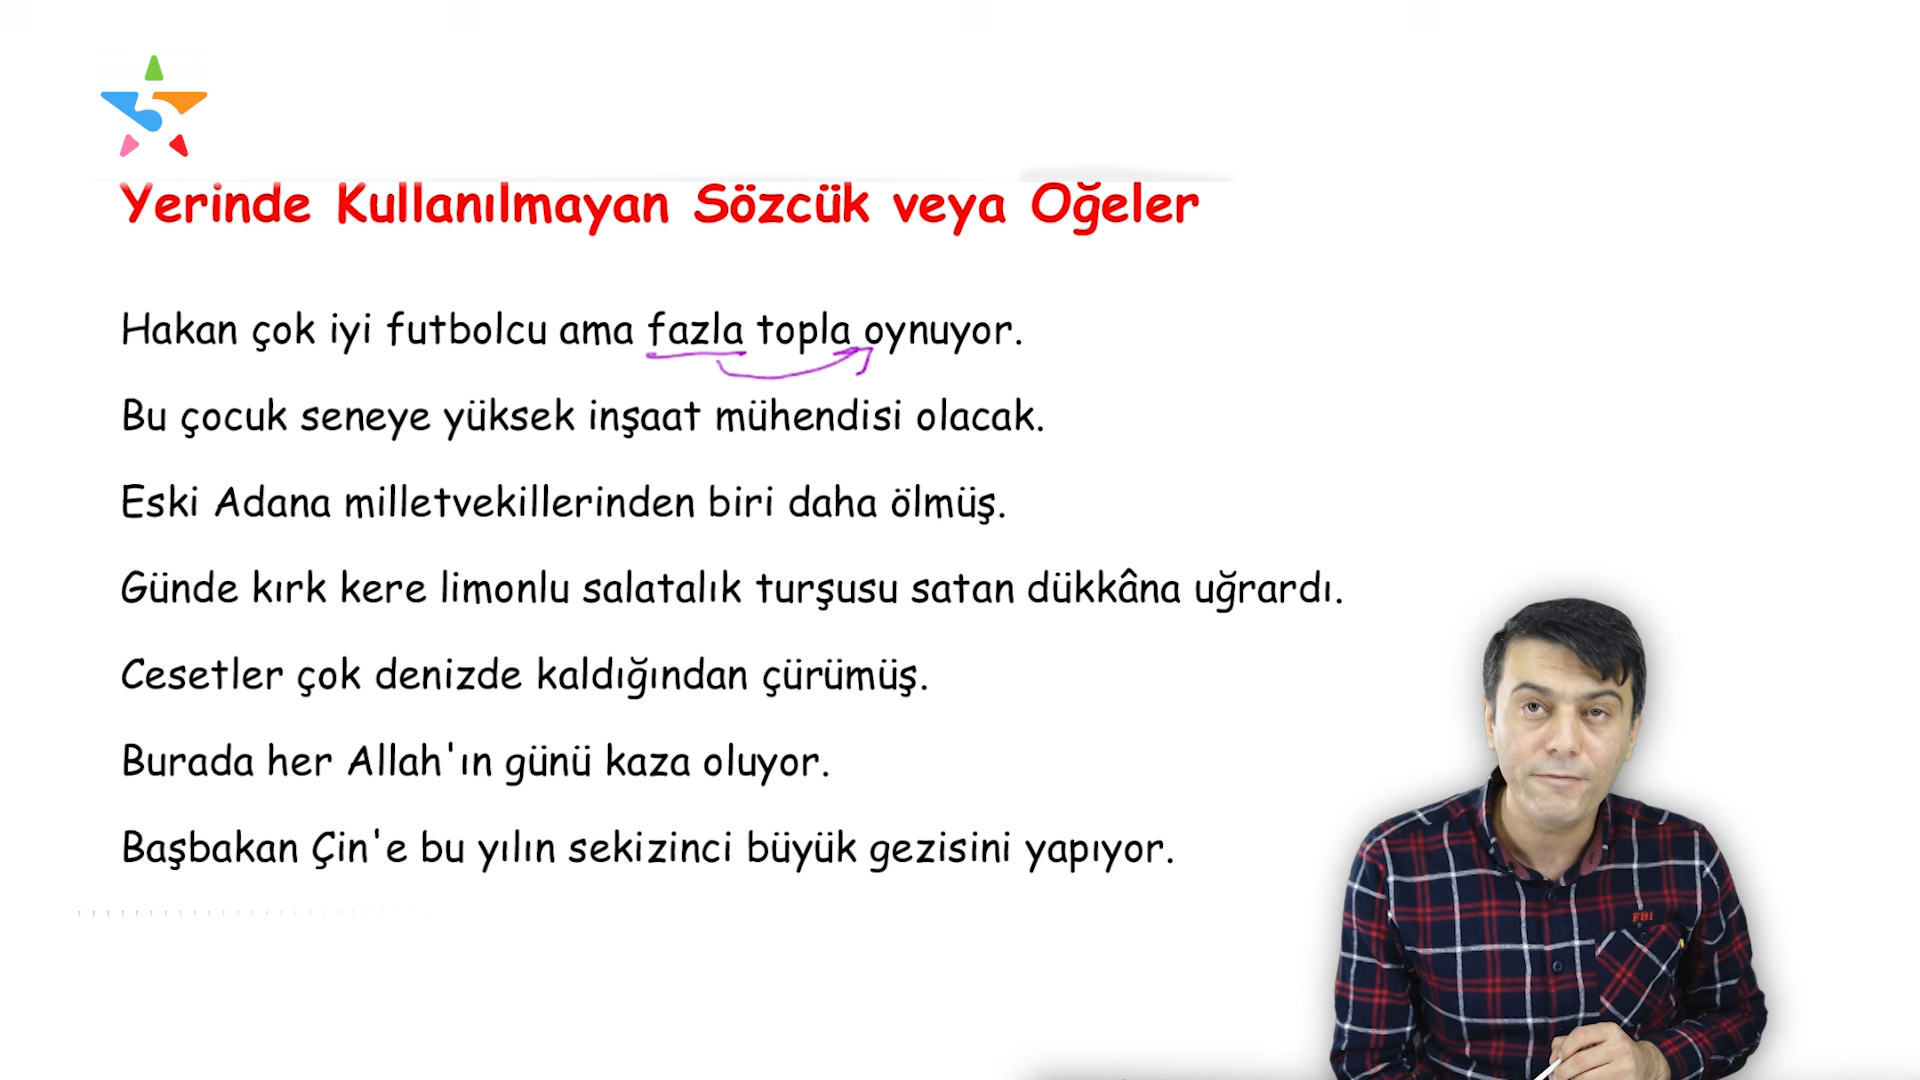 Yerinde Kullanılmayan Sözcük veya Öğeler
Hakan çok iyi futbolcu ama fazla topla oynuyor.
Bu çocuk seneye yüksek inşaat mühendisi olacak.
Eski Adana milletvekillerinden biri daha ölmüş.
Günde kırk kere limonlu salatalık turşusu satan dükkâna uğrardı.
Cesetler çok denizde kaldığından çürümüş.
Burada her Allah'ın günü kaza oluyor.
Başbakan Çin'e bu yılın sekizinci büyük gezisini yapıyor.
FBI